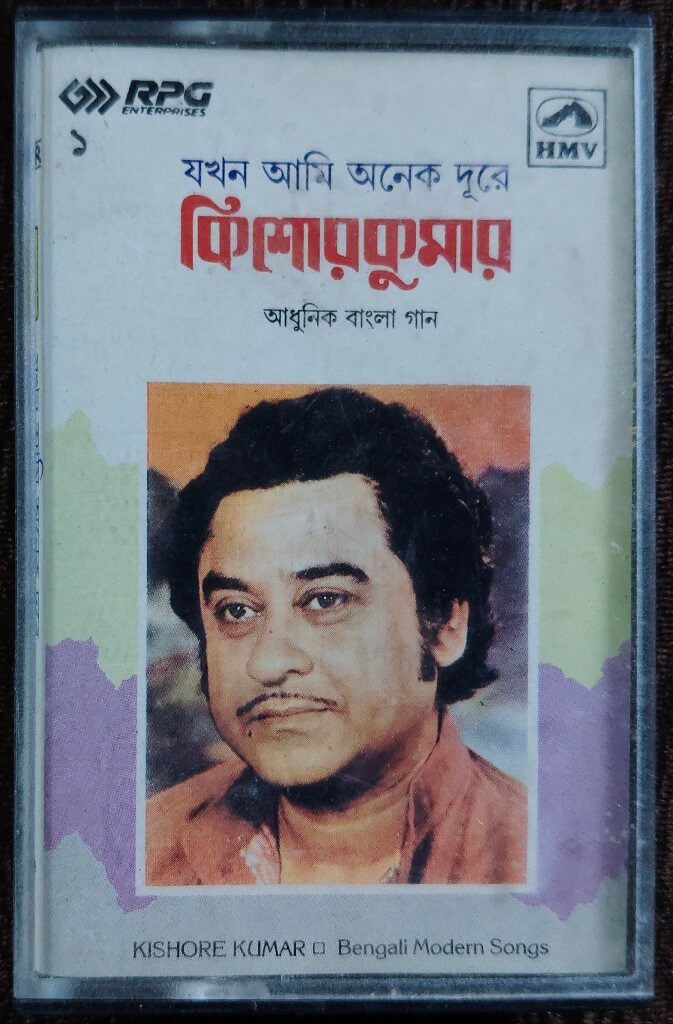 RPG
ENTERPRISES
HMV
১
যখন আমি অনেক দূরে
কিশোরকুমার
আধুনিক বাংলা গান
KISHORE KUMAR □ Bengali Modern Songs